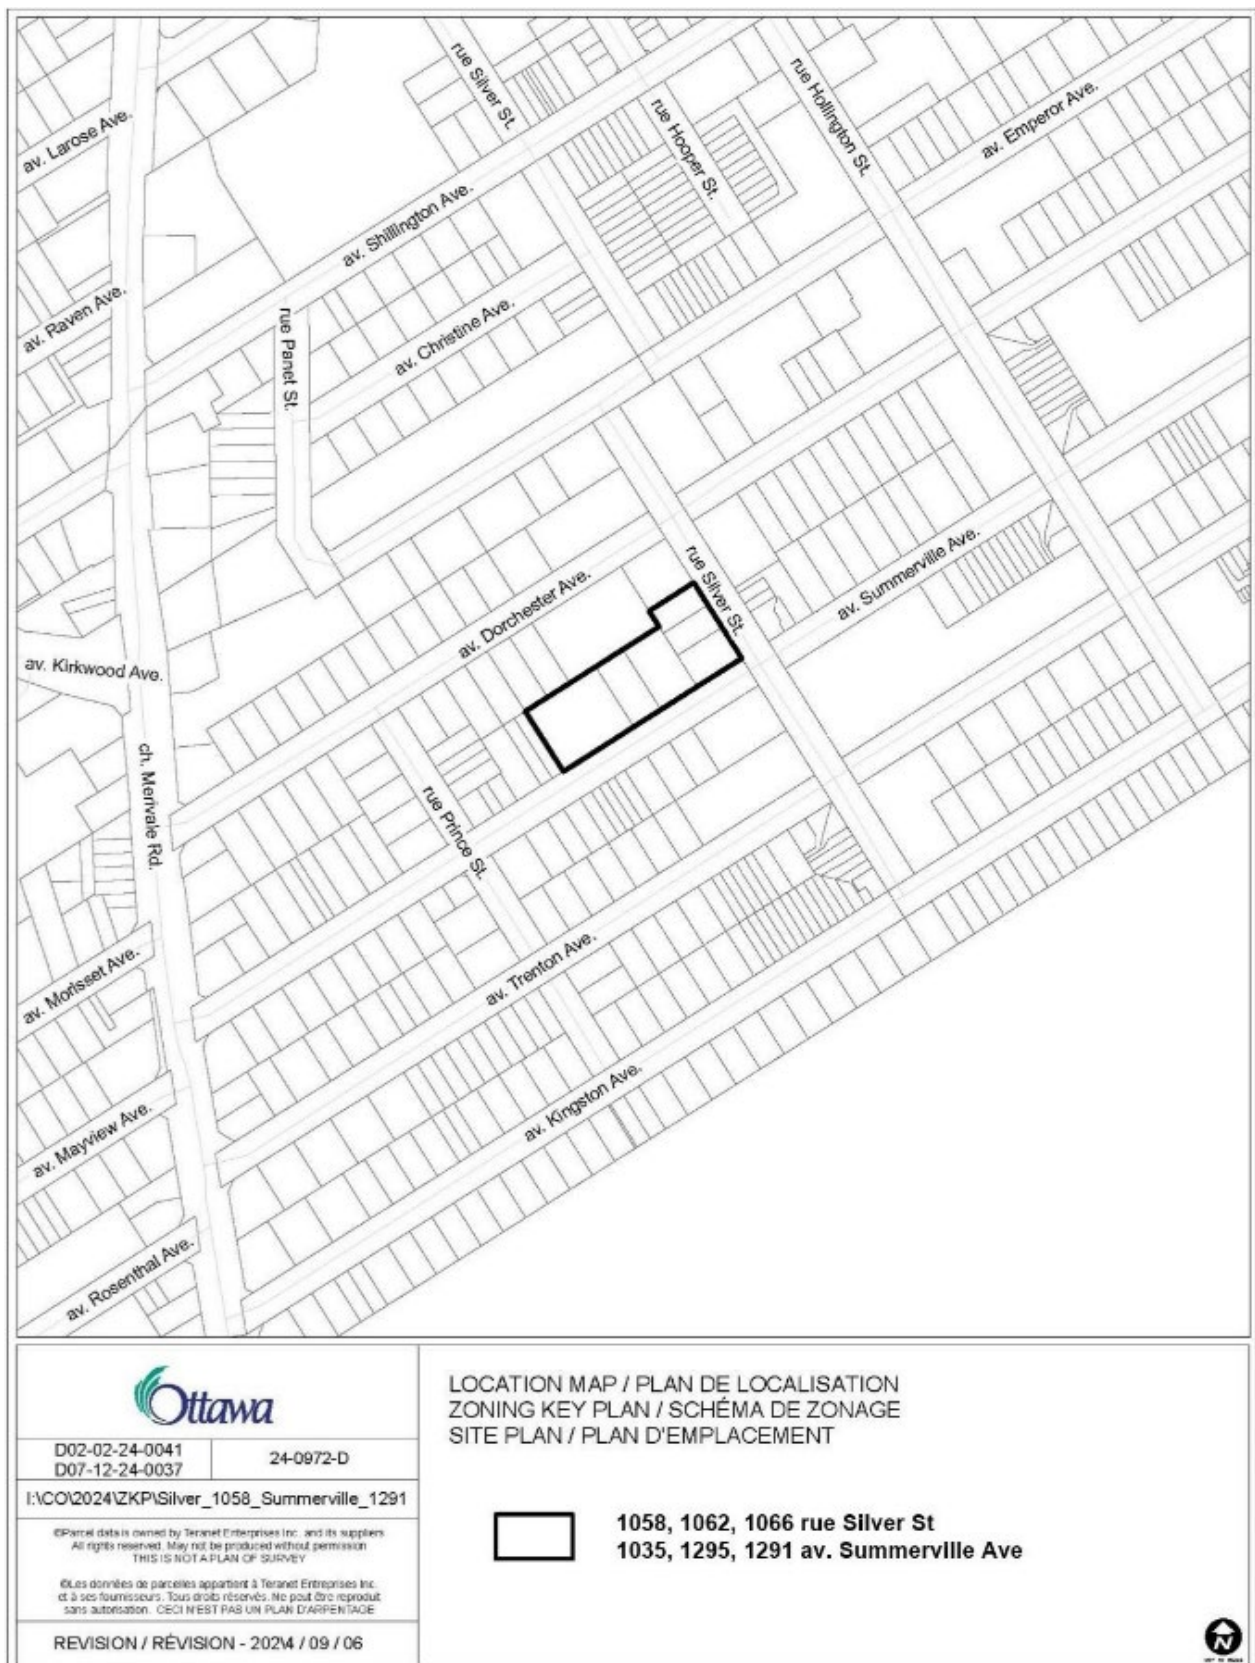 rue Silver St.
rue Hooper St.
rue Hollington St.
av. Emperor Ave.
av. Larose Ave.
av. Shillington Ave.
av. Raven Ave.
rue Panet St.
av. Christine Ave.
rue Silver St.
av. Summerville Ave.
av. Dorchester Ave.
av. Kirkwood Ave.
ch. Merivale Rd.
rue Prince St.
av. Morisset Ave.
av. Trenton Ave.
av. Kingston Ave.
av. Mayview Ave.
av. Rosenthal Ave.
Ottawa
D02-02-24-0041
D07-12-24-0037
24-0972-D
I:\CO\2024\ZKP\Silver_1058_Summerville_1291
©Parcel data is owned by Teranet Enterprises Inc. and its suppliers
All rights reserved. May not be produced without permission
THIS IS NOT A PLAN OF SURVEY
©Les données de parcelles appartient à Teranet Entreprises Inc.
et à ses fournisseurs. Tous droits réservés. Ne peut être reproduit
sans autorisation. CECI N'EST PAS UN PLAN D'ARPENTAGE
REVISION / RÉVISION - 202\4 / 09 / 06
LOCATION MAP / PLAN DE LOCALISATION
ZONING KEY PLAN / SCHÉMA DE ZONAGE
SITE PLAN / PLAN D'EMPLACEMENT
1058, 1062, 1066 rue Silver St
1035, 1295, 1291 av. Summerville Ave
N